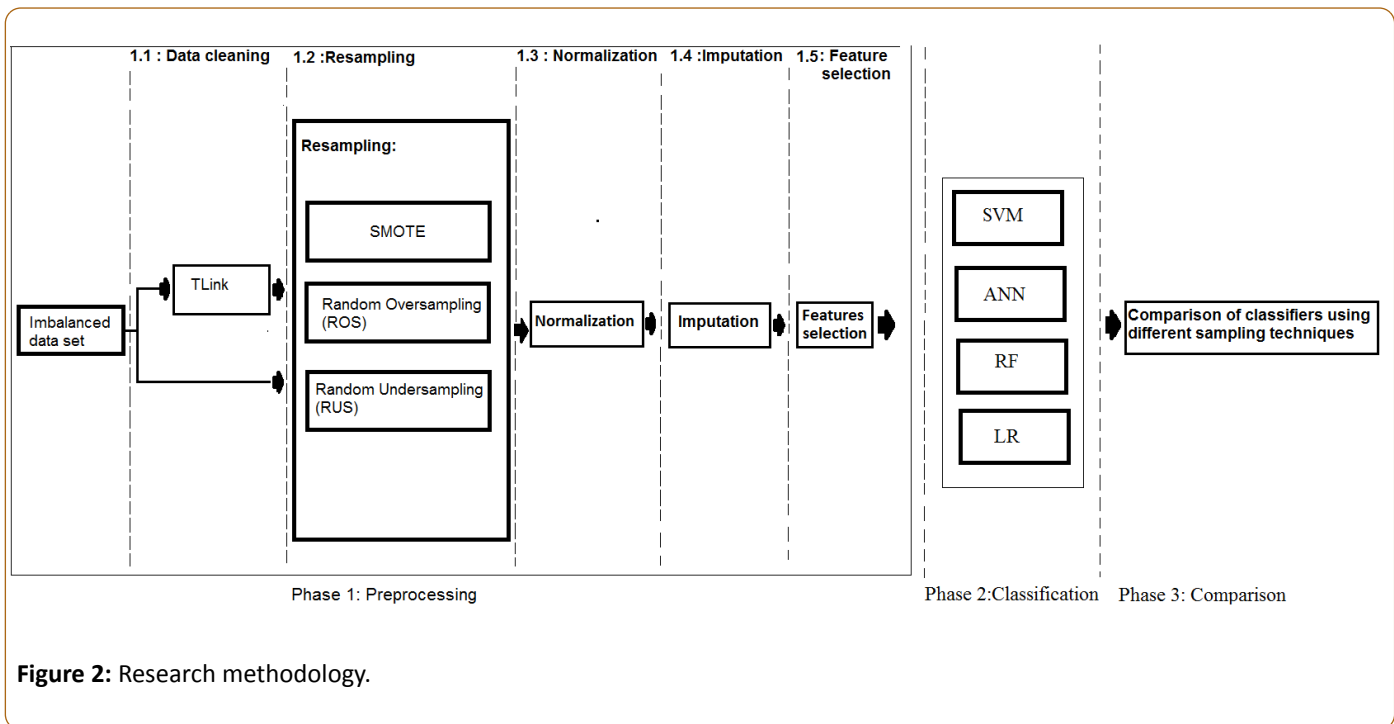 1.1 : Data cleaning
1.2 :Resampling
1.3 : Normalization
1.4 :Imputation
1.5: Feature
selection
Imbalanced
data set
TLink
Resampling:
SMOTE
Random Oversampling
(ROS)
Random Undersampling
(RUS)
Normalization
Imputation
Features
selection
SVM
ANN
RF
LR
Comparison of classifiers using
different sampling techniques
Phase 1: Preprocessing
Phase 2:Classification
Phase 3: Comparison
Figure 2: Research methodology.